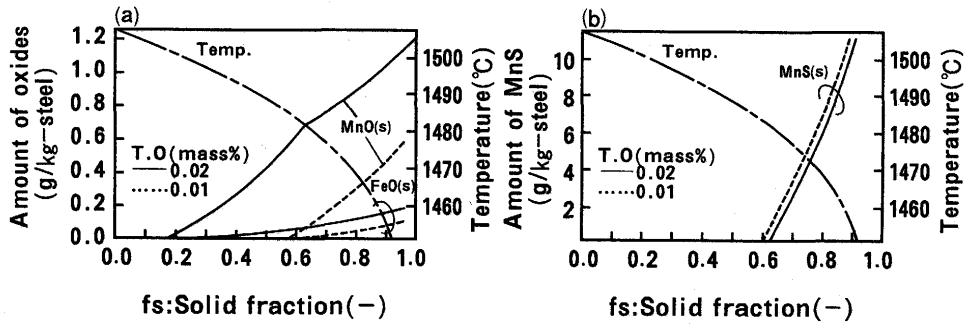 (a)
Amount of oxides
(g/kg-steel)
1.2
1.0
0.8
0.6
0.4
0.2
0.0
Temp.
MnO(s)
FeO(s)
T.O(mass%)
0.02
0.01
1500
1490
1480
1470
1460
Temperature(℃)
0.0 0.2 0.4 0.6 0.8 1.0
fs:Solid fraction(-)
(b)
Amount of MnS
(g/kg-steel)
10
8
6
4
2
Temp.
MnS(s)
T.O(mass%)
0.02
0.01
1500
1490
1480
1470
1460
Temperature(℃)
0.0 0.2 0.4 0.6 0.8 1.0
fs:Solid fraction(-)